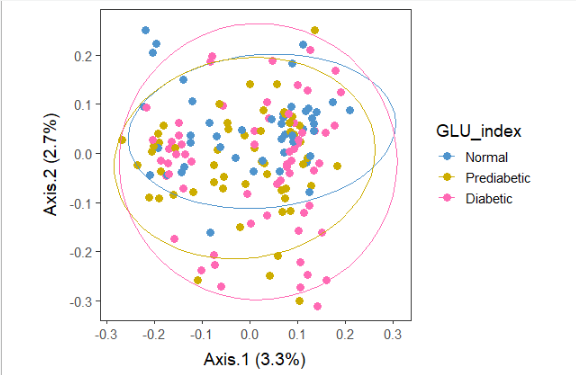 0.2
0.1
0.0
-0.1
-0.2
-0.3
Axis.2 (2.7%)
-0.3 -0.2 -0.1 0.0 0.1 0.2 0.3
Axis.1 (3.3%)
GLU_index
Normal
Prediabetic
Diabetic